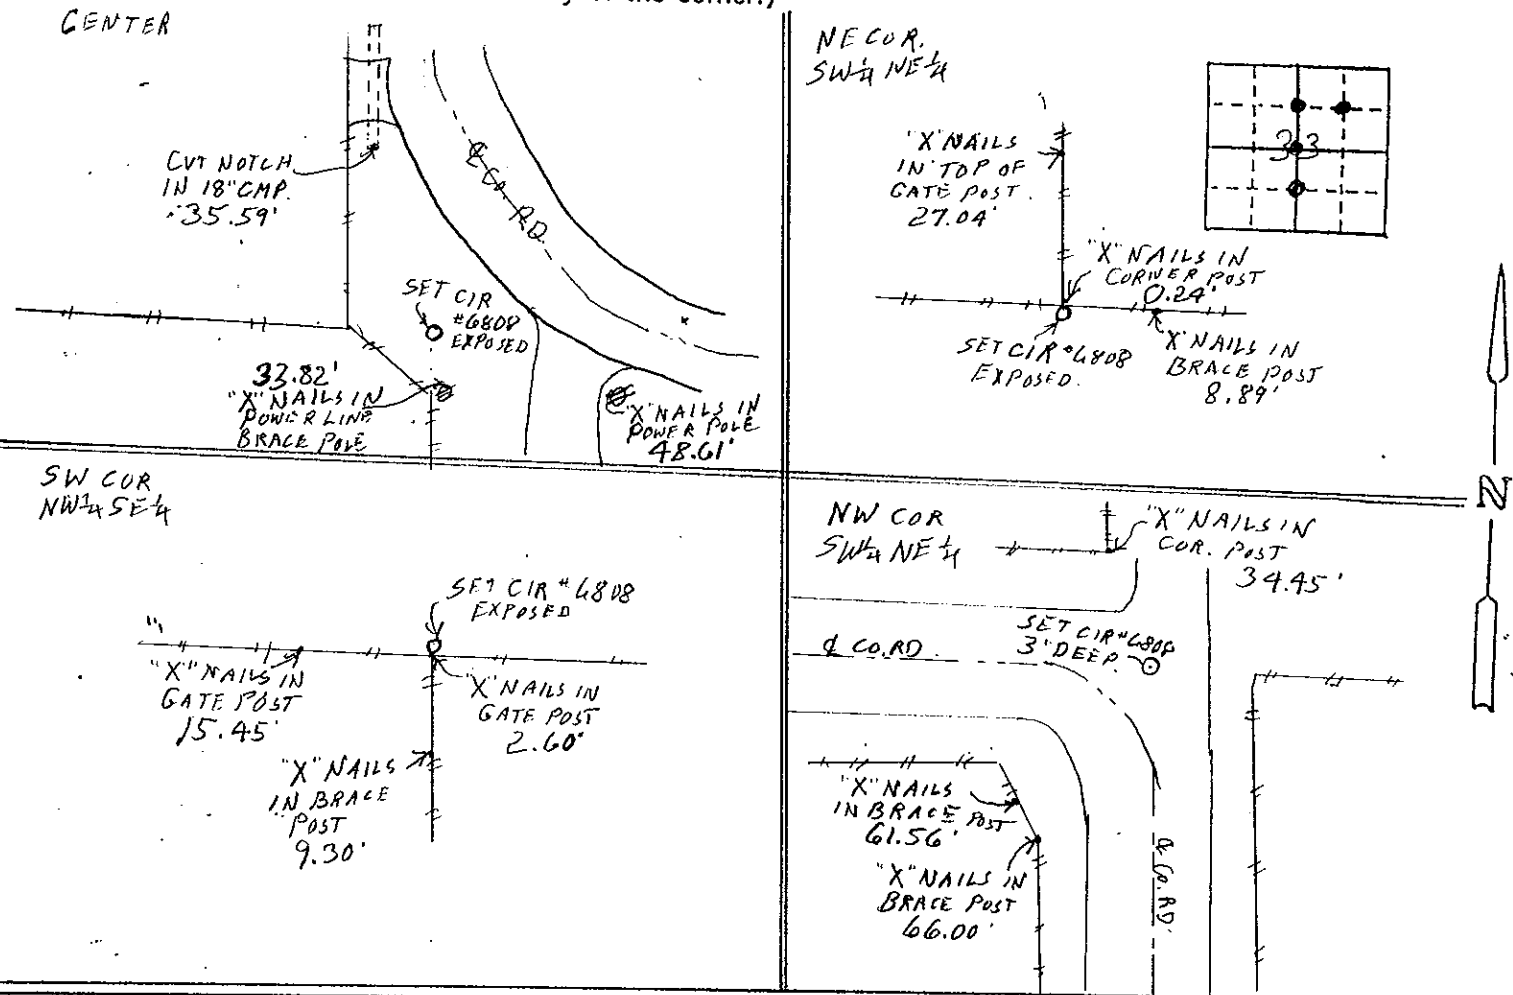 the corner.)
CENTER
CUT NOTCH
IN 18" CMP.
35.59'
℄ CO. RD.
SET CIR
#6808
EXPOSED
33.82'
"X" NAILS IN
POWER LINE
BRACE POLE
"X" NAILS IN
POWER POLE
48.61'
NE COR.
SW¼ NE¼
"X" NAILS
IN TOP OF
GATE POST
27.04'
33
"X" NAILS IN
CORNER POST
0.24'
SET CIR #6808
EXPOSED.
"X" NAILS IN
BRACE POST
8.89'
N
SW COR
NW¼ SE¼
SET CIR #6808
EXPOSED
"X" NAILS IN
GATE POST
15.45'
"X" NAILS IN
GATE POST
2.60'
"X" NAILS
IN BRACE
POST
9.30'
NW COR
SW¼ NE¼
"X" NAILS IN
COR. POST
34.45'
SET CIR #6808
3" DEEP.
℄ CO. RD.
"X" NAILS
IN BRACE POST
61.56'
"X" NAILS IN
BRACE POST
66.00'
℄ CO. RD.